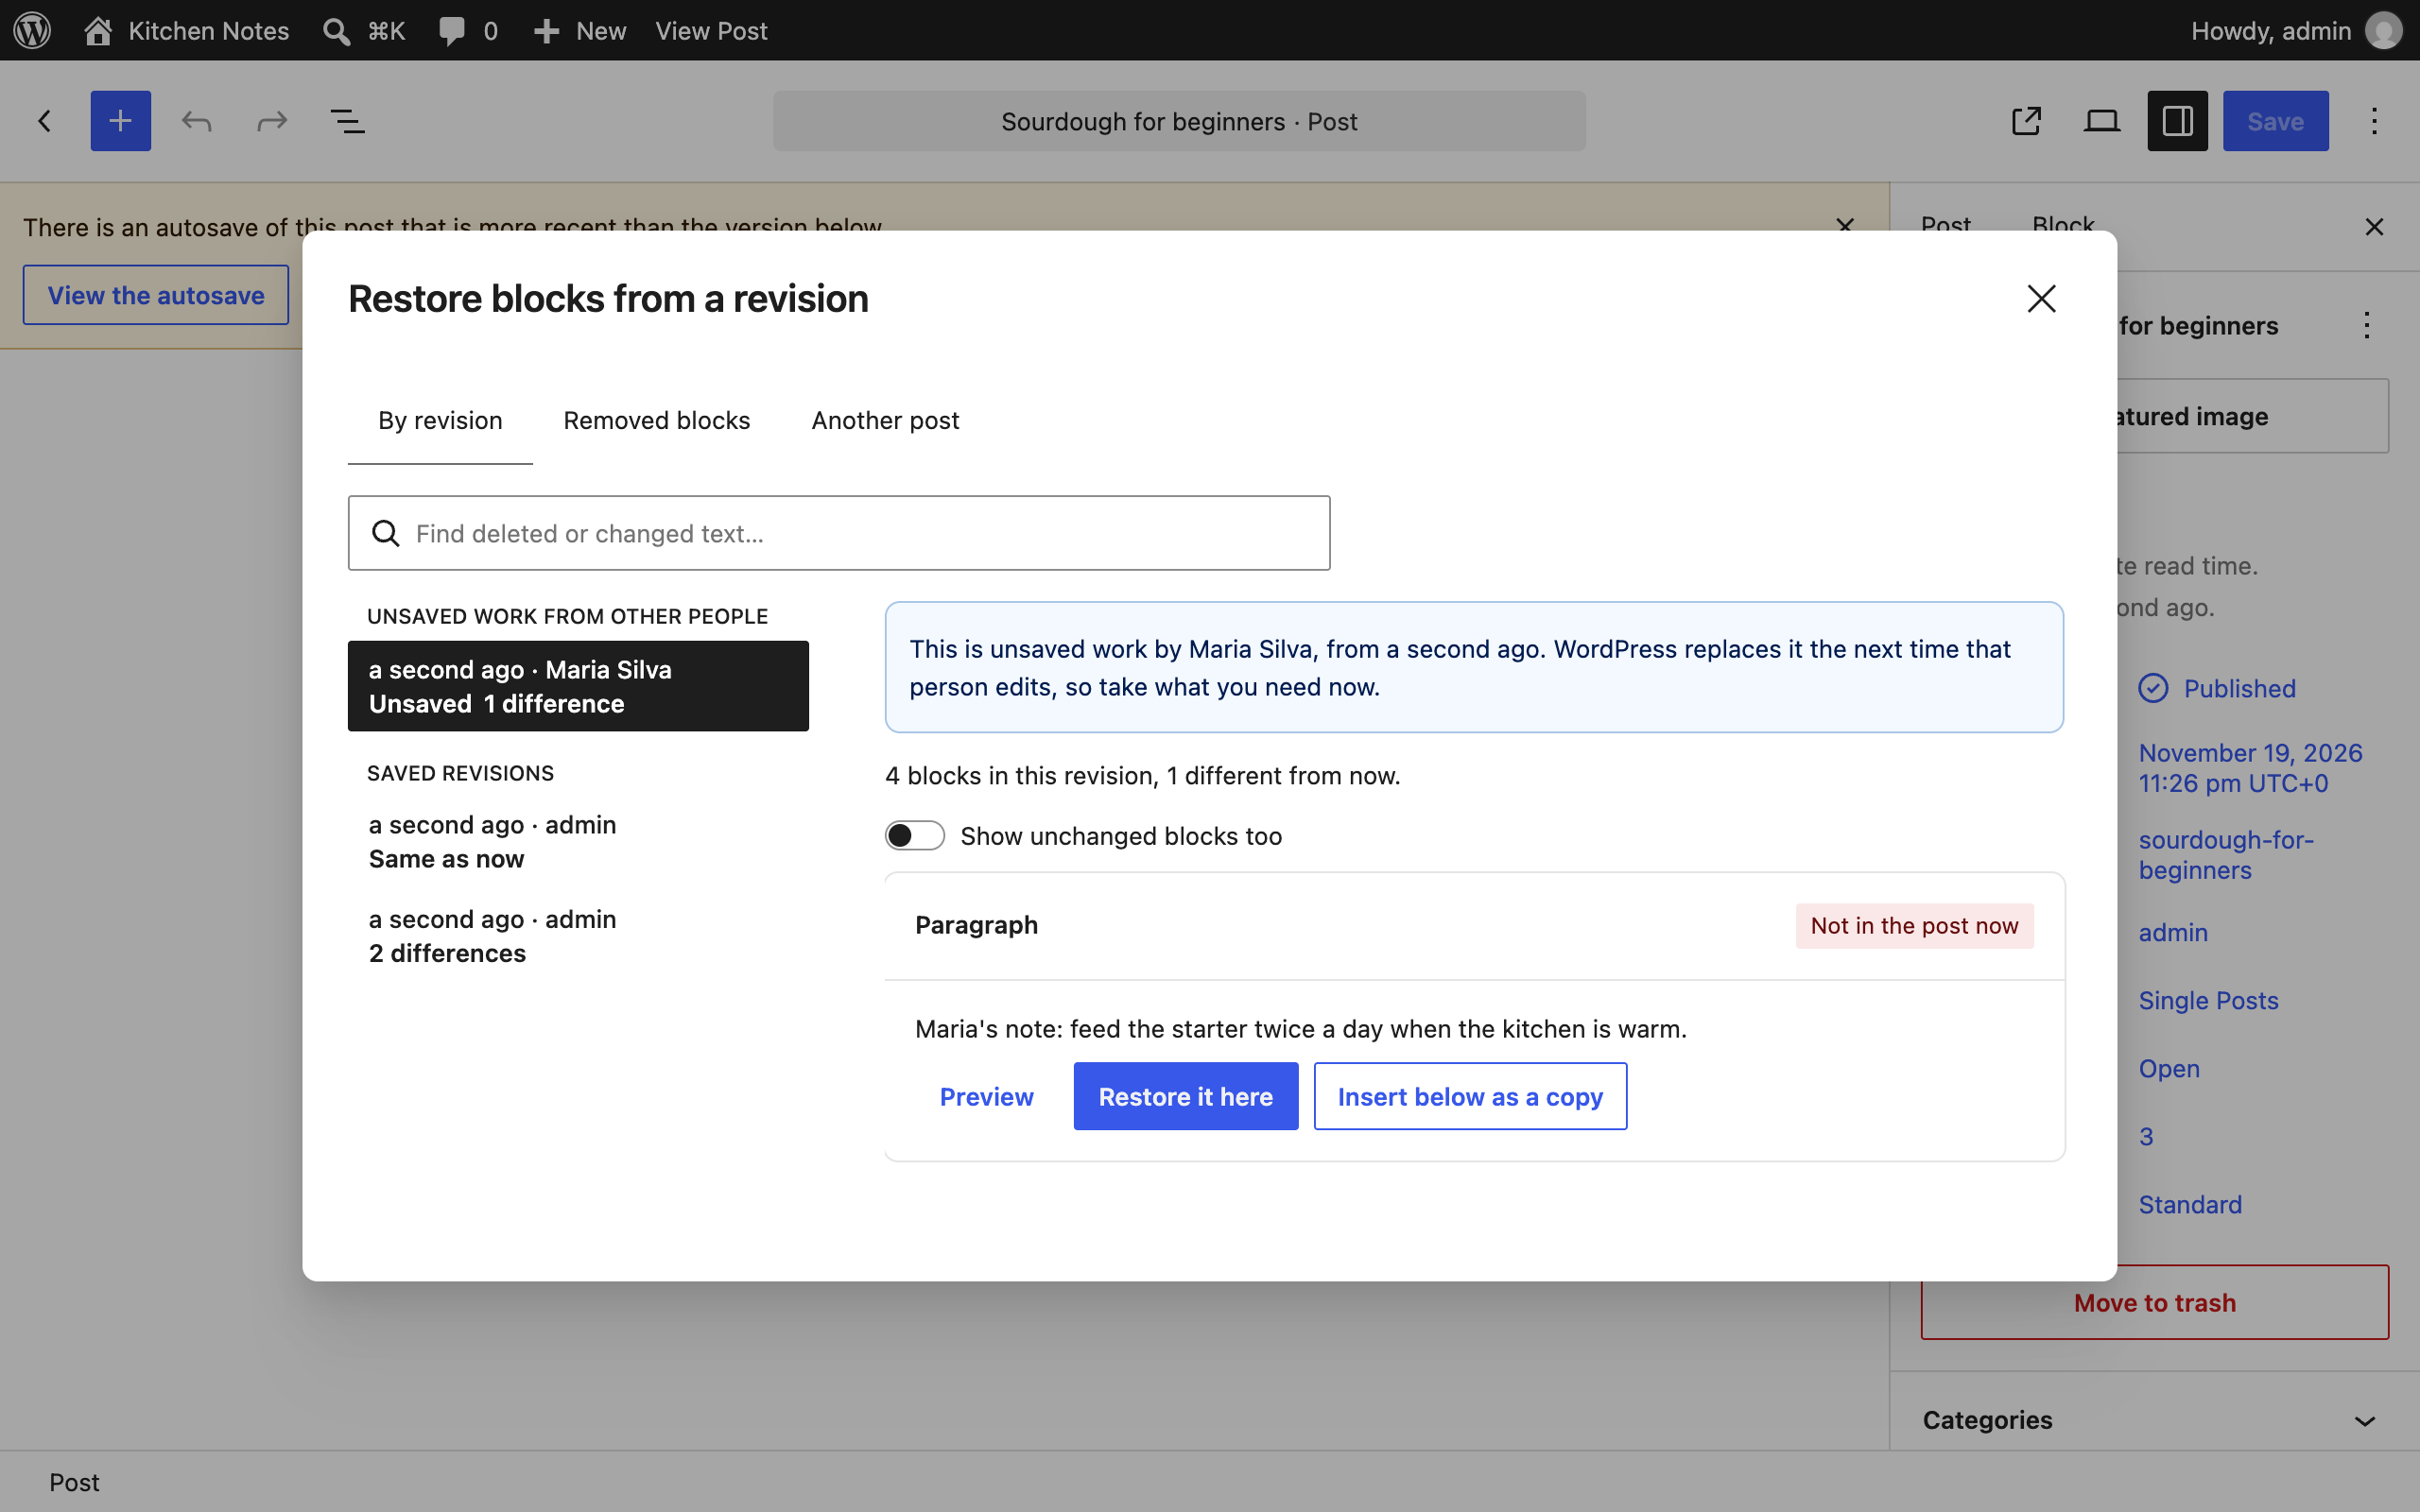 Kitchen Notes ⌘K 0 New View Post Howdy, admin
Sourdough for beginners · Post
Save
There is an autosave of this post that is more recent than the version below
View the autosave
Post Block
for beginners
atured image
te read time.
ond ago.
Published
November 19, 2026
11:26 pm UTC+0
sourdough-for-
beginners
admin
Single Posts
Open
3
Standard
Move to trash
Categories
Restore blocks from a revision
By revision Removed blocks Another post
Find deleted or changed text...
UNSAVED WORK FROM OTHER PEOPLE
a second ago · Maria Silva
Unsaved 1 difference
SAVED REVISIONS
a second ago · admin
Same as now
a second ago · admin
2 differences
This is unsaved work by Maria Silva, from a second ago. WordPress replaces it the next time that
person edits, so take what you need now.
4 blocks in this revision, 1 different from now.
Show unchanged blocks too
Paragraph Not in the post now
Maria's note: feed the starter twice a day when the kitchen is warm.
Preview Restore it here Insert below as a copy
Post